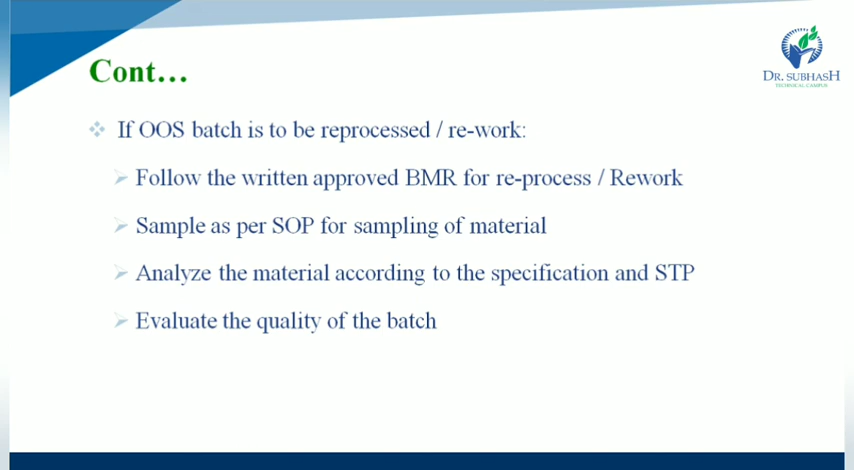 DR. SUBHASH
TECHNICAL CAMPUS
Cont…
If OOS batch is to be reprocessed / re-work:
Follow the written approved BMR for re-process / Rework
Sample as per SOP for sampling of material
Analyze the material according to the specification and STP
Evaluate the quality of the batch